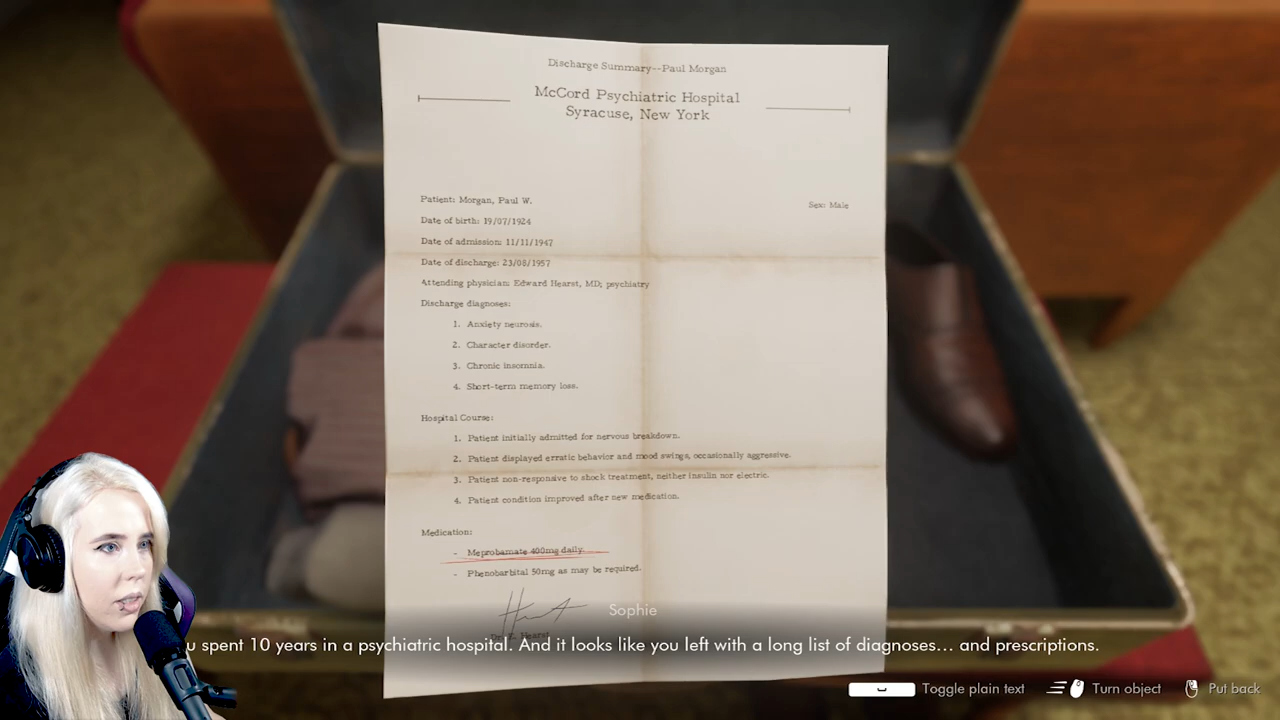 Discharge Summary--Paul Morgan
McCord Psychiatric Hospital
Syracuse, New York
Patient: Morgan, Paul W.
Sex: Male
Date of birth: 19/07/1924
Date of admission: 11/11/1947
Date of discharge: 23/08/1957
Attending physician: Edward Hearst, MD; psychiatry
Discharge diagnoses:
1. Anxiety neurosis.
2. Character disorder.
3. Chronic insomnia.
4. Short-term memory loss.
Hospital Course:
1. Patient initially admitted for nervous breakdown.
2. Patient displayed erratic behavior and mood swings, occasionally aggressive.
3. Patient non-responsive to shock treatment, neither insulin nor electric.
4. Patient condition improved after new medication.
Medication:
- Meprobamate 400mg daily.
- Phenobarbital 50mg as may be required.
Hearst
Sophie
u spent 10 years in a psychiatric hospital. And it looks like you left with a long list of diagnoses... and prescriptions.
Toggle plain text
Turn object
Put back